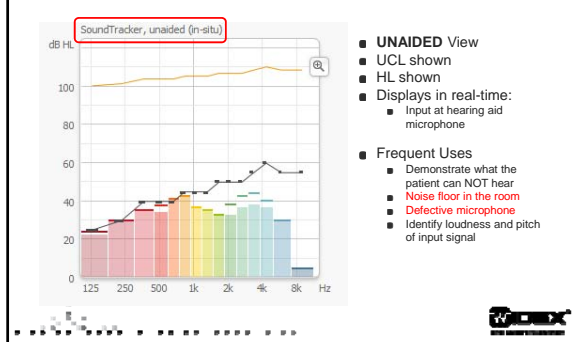 SoundTracker, unaided (in-situ)
dB HL
100
80
60
40
20
0
125 250 500 1k 2k 4k 8k Hz
UNAIDED View
UCL shown
HL shown
Displays in real-time:
Input at hearing aid
microphone
Frequent Uses
Demonstrate what the
patient can NOT hear
Noise floor in the room
Defective microphone
Identify loudness and pitch
of input signal
WIDEX